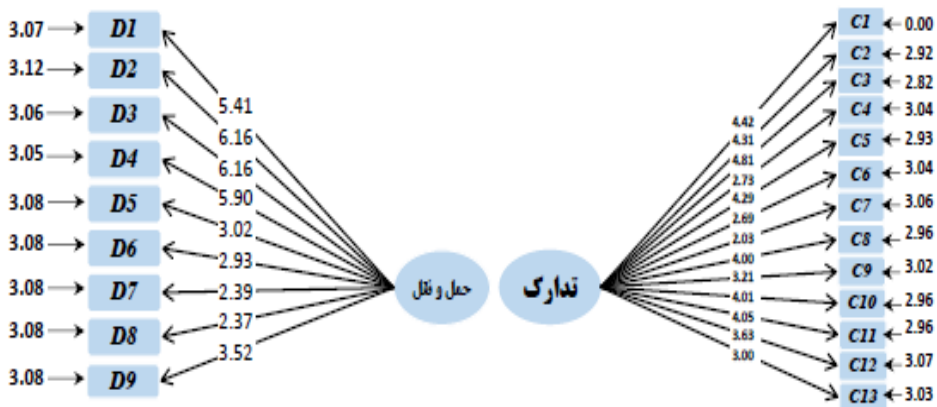 3.07 D1
3.12 D2
3.06 D3
3.05 D4
3.08 D5
3.08 D6
3.08 D7
3.08 D8
3.08 D9
5.41
6.16
6.16
5.90
3.02
2.93
2.39
2.37
3.52
حمل و نقل
تدارک
4.42
4.31
4.81
2.73
4.29
2.69
2.03
4.00
3.21
4.01
4.05
3.63
3.00
C1 0.00
C2 2.92
C3 2.82
C4 3.04
C5 2.93
C6 3.04
C7 3.06
C8 2.96
C9 3.02
C10 2.96
C11 2.96
C12 3.07
C13 3.03